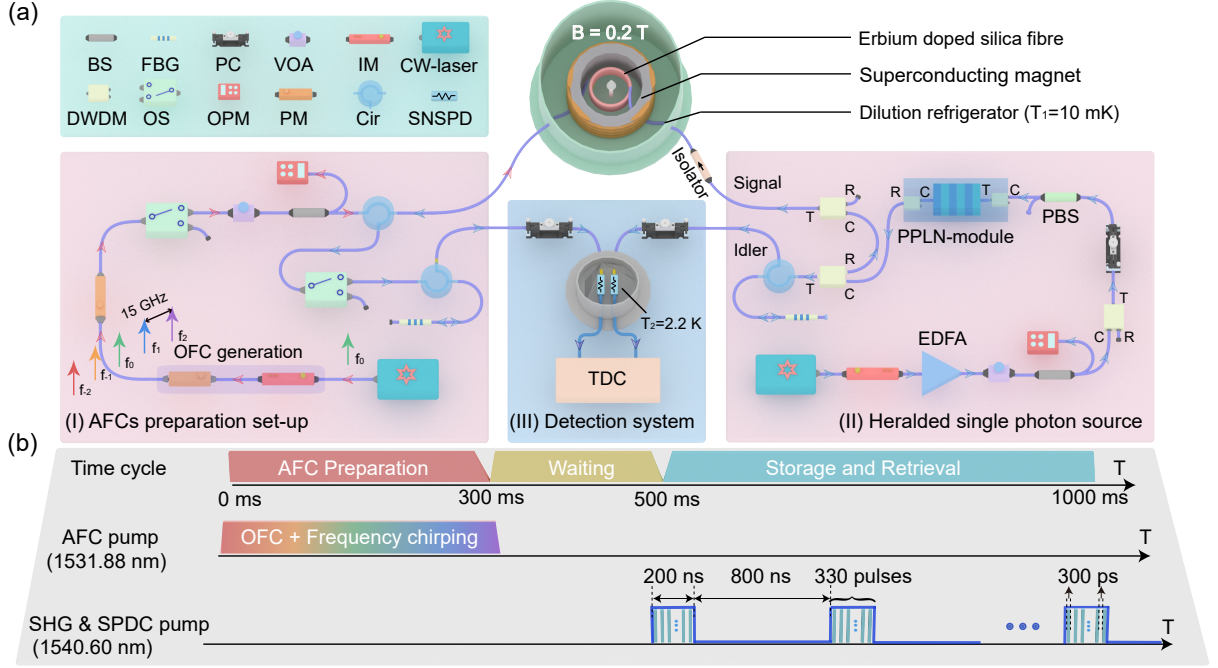 (a)
BS FBG PC VOA IM CW-laser
DWDM OS OPM PM Cir SNSPD
B = 0.2 T
Erbium doped silica fibre
Superconducting magnet
Dilution refrigerator (T₁=10 mK)
Isolator
15 GHz
f₋₂ f₋₁ f₀ f₁ f₂
OFC generation
f₀
(I) AFCs preparation set-up
T₂=2.2 K
TDC
(III) Detection system
Signal
R
T
C
Idler
R
T
C
C T C
PPLN-module
PBS
T
C
R
EDFA
(II) Heralded single photon source
(b)
Time cycle
AFC Preparation Waiting Storage and Retrieval T
0 ms 300 ms 500 ms 1000 ms
AFC pump
(1531.88 nm)
OFC + Frequency chirping T
200 ns 800 ns 330 pulses 300 ps
SHG & SPDC pump
(1540.60 nm)
T